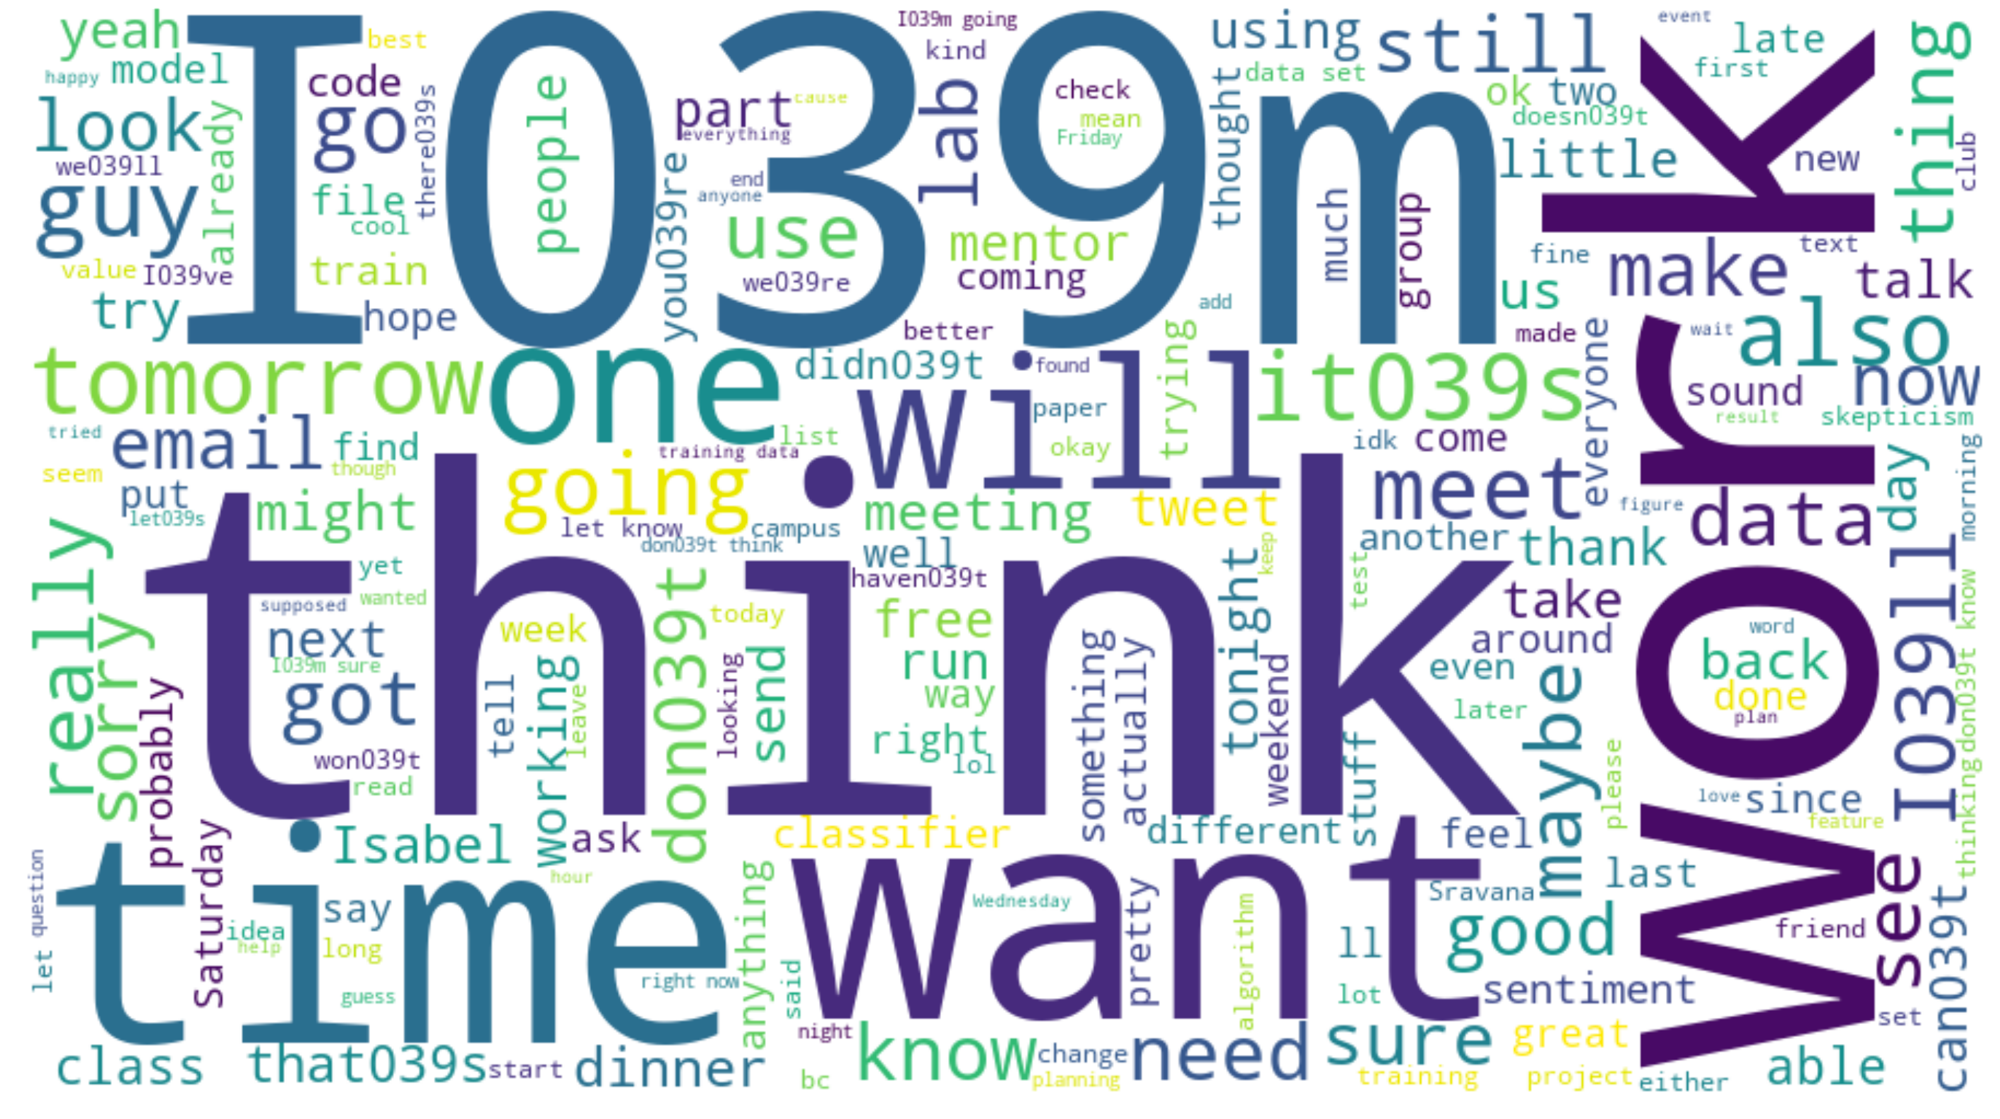 yeah
best
I039m going
kind
using
still
event
late
first
thing
happy
model
code
I039m
people
part
cause
everything
lab
check
mean
Friday
thought
data set
ok
two
doesn039t
work
look
already
go
there039s
we039ll
guy
file
cool
you039re
end
anyone
use
mentor
coming
much
group
little
new
club
fine
text
value
I039ve
train
we039re
add
us
make
talk
try
hope
better
made
wait
also
tomorrow
one
didn039t
will
found
trying
it039s
everyone
sound
now
result
skepticism
paper
okay
list
training data
idk
come
tried
email
find
though
seem
put
let039s
might
going
let know
don039t think
campus
meeting
tweet
meet
another
figure
data
day
morning
well
haven039t
thank
really
sorry
think
yet
wanted
supposed
next
I039m sure
got
week
today
don039t
free
run
way
right
lol
something
actually
tonight
keep
weekend
test
take
around
even
later
word
back
done
plan
I039ll
know
don039t
thinking
probably
won039t
read
tell
working
leave
looking
send
stuff
maybe
please
love
since
feature
time
Isabel
ask
hour
classifier
different
feel
last
see
can039t
Saturday
say
idea
help
long
guess
question
let
right now
anything
said
want
Wednesday
pretty
algorithm
Sravana
good
ll
lot
sentiment
friend
set
class
that039s
start
dinner
night
bc
know
change
planning
need
sure
training
great
project
either
able